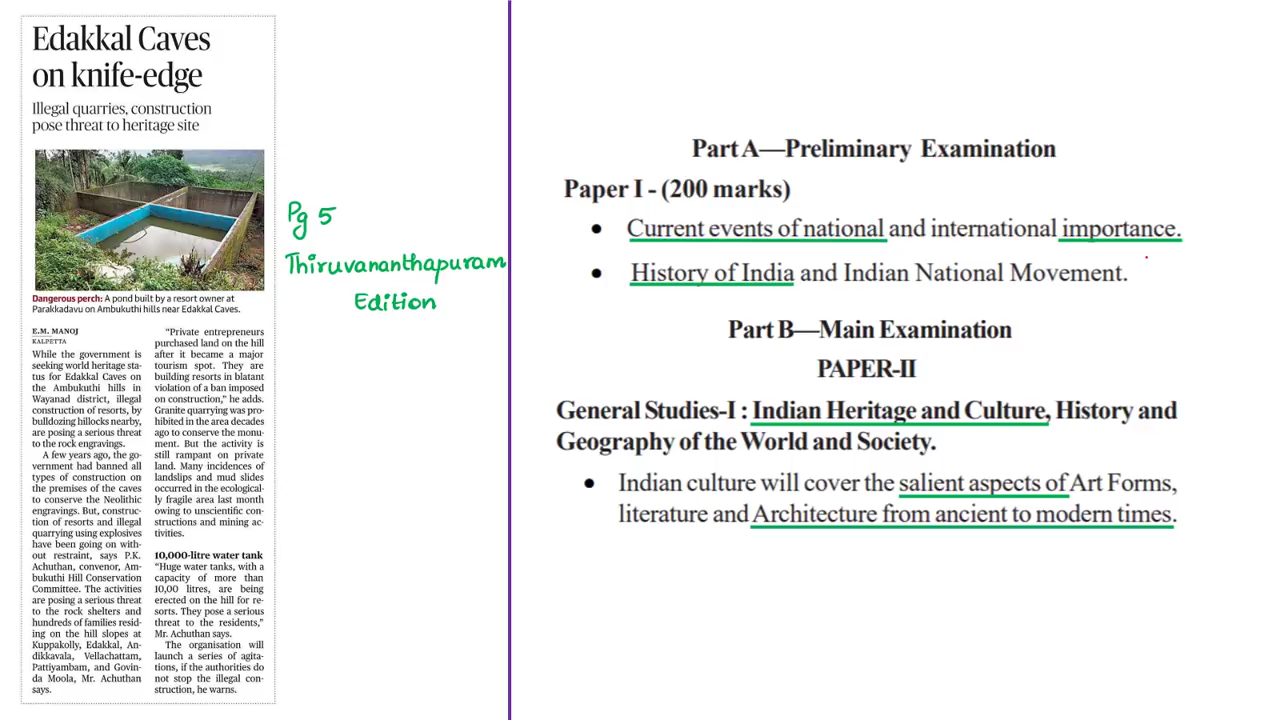 Edakkal Caves
on knife-edge
Illegal quarries, construction
pose threat to heritage site
Dangerous perch: A pond built by a resort owner at
Parakkadavu on Ambukuthi hills near Edakkal Caves.
E.M. MANOJ
KALPETTA
While the government is
seeking world heritage sta-
tus for Edakkal Caves on
the Ambukuthi hills in
Wayanad district, illegal
construction of resorts, by
bulldozing hillocks nearby,
are posing a serious threat
to the rock engravings.
A few years ago, the go-
vernment had banned all
types of construction on
the premises of the caves
to conserve the Neolithic
engravings. But, construc-
tion of resorts and illegal
quarrying using explosives
have been going on with-
out restraint, says P.K.
Achuthan, convenor, Am-
bukuthi Hill Conservation
Committee. The activities
are posing a serious threat
to the rock shelters and
hundreds of families resid-
ing on the hill slopes at
Kuppakolly, Edakkal, An-
dikkavala, Vellachattam,
Pattiyambam, and Govin-
da Moola, Mr. Achuthan
says.
"Private entrepreneurs
purchased land on the hill
after it became a major
tourism spot. They are
building resorts in blatant
violation of a ban imposed
on construction," he adds.
Granite quarrying was pro-
hibited in the area decades
ago to conserve the monu-
ment. But the activity is
still rampant on private
land. Many incidences of
landslips and mud slides
occurred in the ecological-
ly fragile area last month
owing to unscientific con-
structions and mining ac-
tivities.
10,000-litre water tank
"Huge water tanks, with a
capacity of more than
10,00 litres, are being
erected on the hill for re-
sorts. They pose a serious
threat to the residents,"
Mr. Achuthan says.
The organisation will
launch a series of agita-
tions, if the authorities do
not stop the illegal con-
struction, he warns.
Pg 5
Thiruvananthapuram
Edition
Part A—Preliminary Examination
Paper I - (200 marks)
• Current events of national and international importance.
• History of India and Indian National Movement.
Part B—Main Examination
PAPER-II
General Studies-I : Indian Heritage and Culture, History and
Geography of the World and Society.
• Indian culture will cover the salient aspects of Art Forms,
literature and Architecture from ancient to modern times.